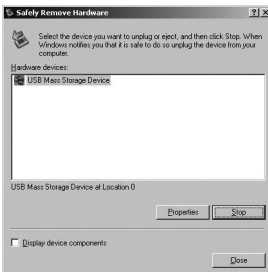 Safely Remove Hardware
Select the device you want to unplug or eject, and then click Stop. When
Windows notifies you that it is safe to do so unplug the device from your
computer.
Hardware devices:
USB Mass Storage Device
USB Mass Storage Device at Location 0
Properties
Stop
Display device components
Close